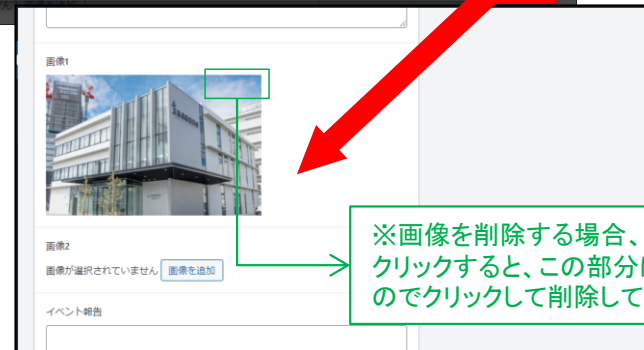 画像1
画像2
画像が選択されていません 画像を追加
イベント報告
※画像を削除する場合、
クリックすると、この部分に
のでクリックして削除して